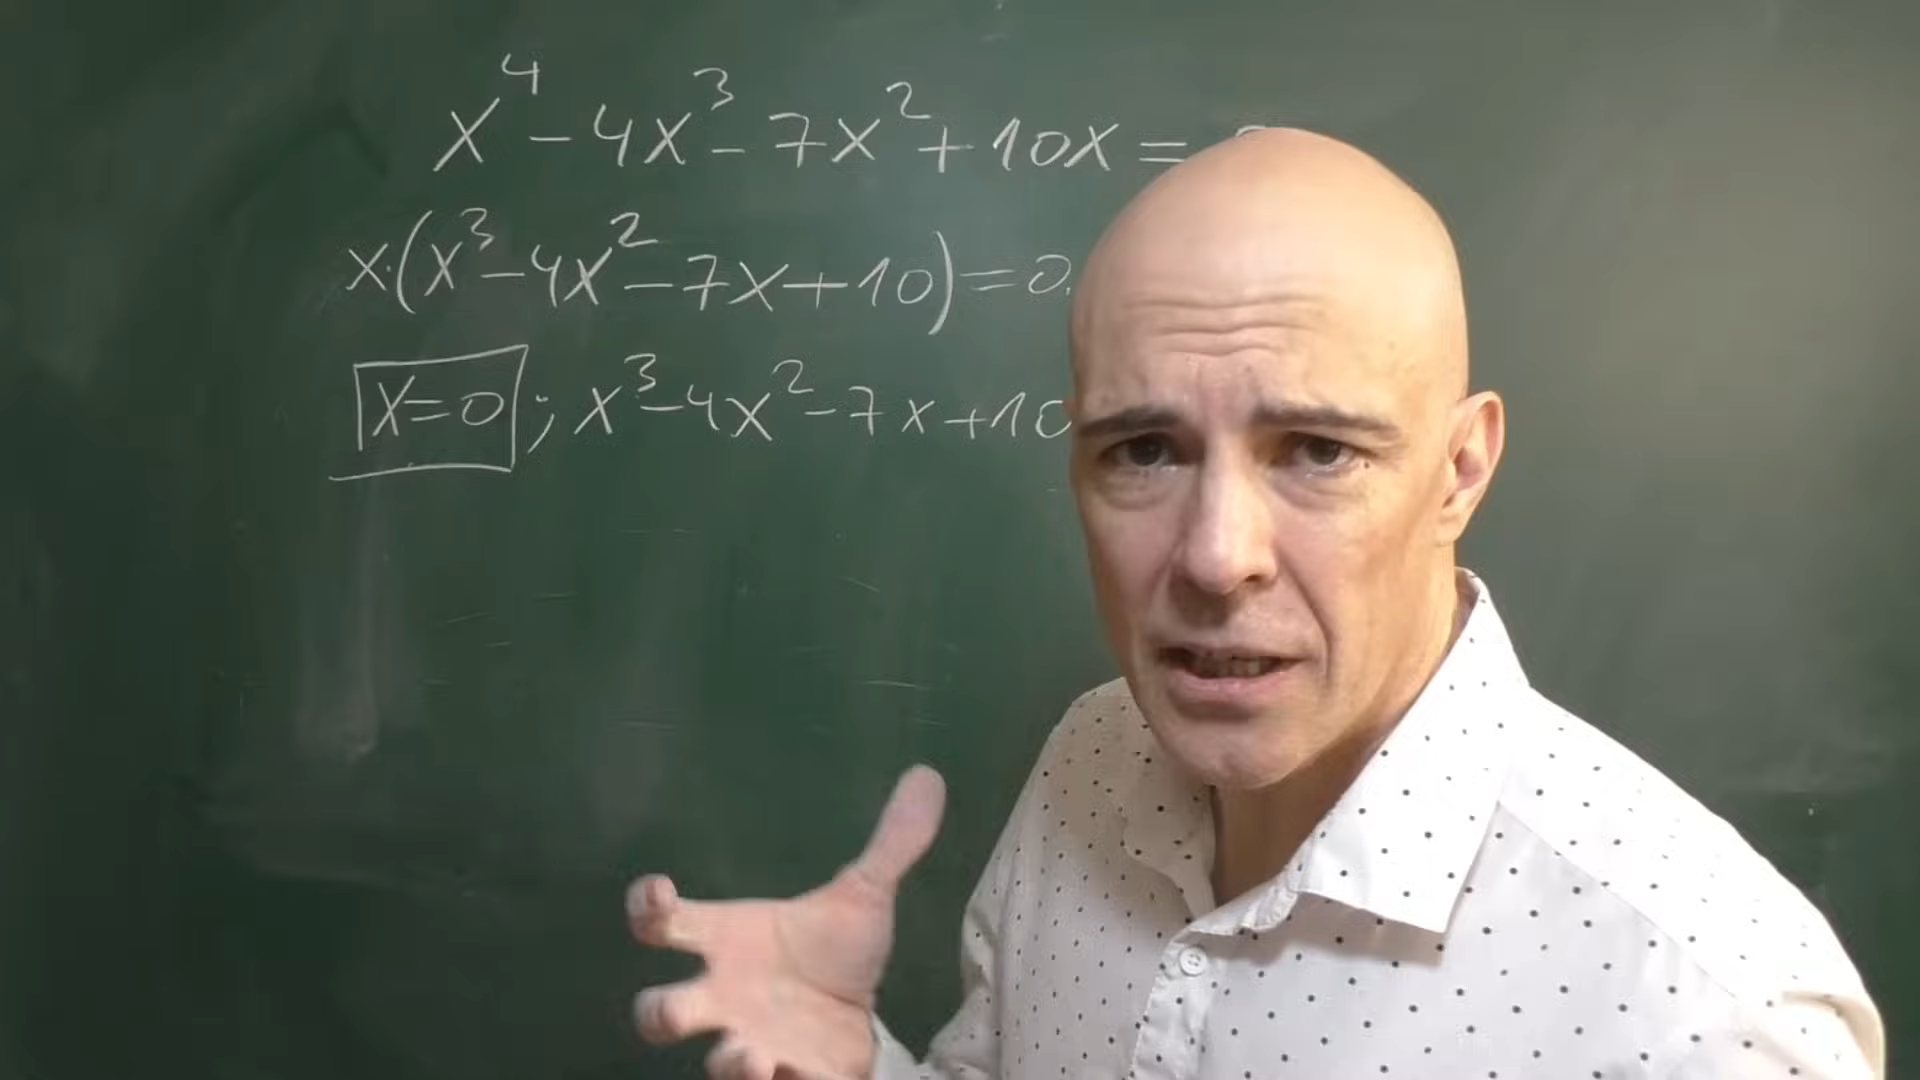 x⁴-4x³-7x²+10x=
x·(x³-4x²-7x+10)=0.
x=0; x³-4x²-7x+10